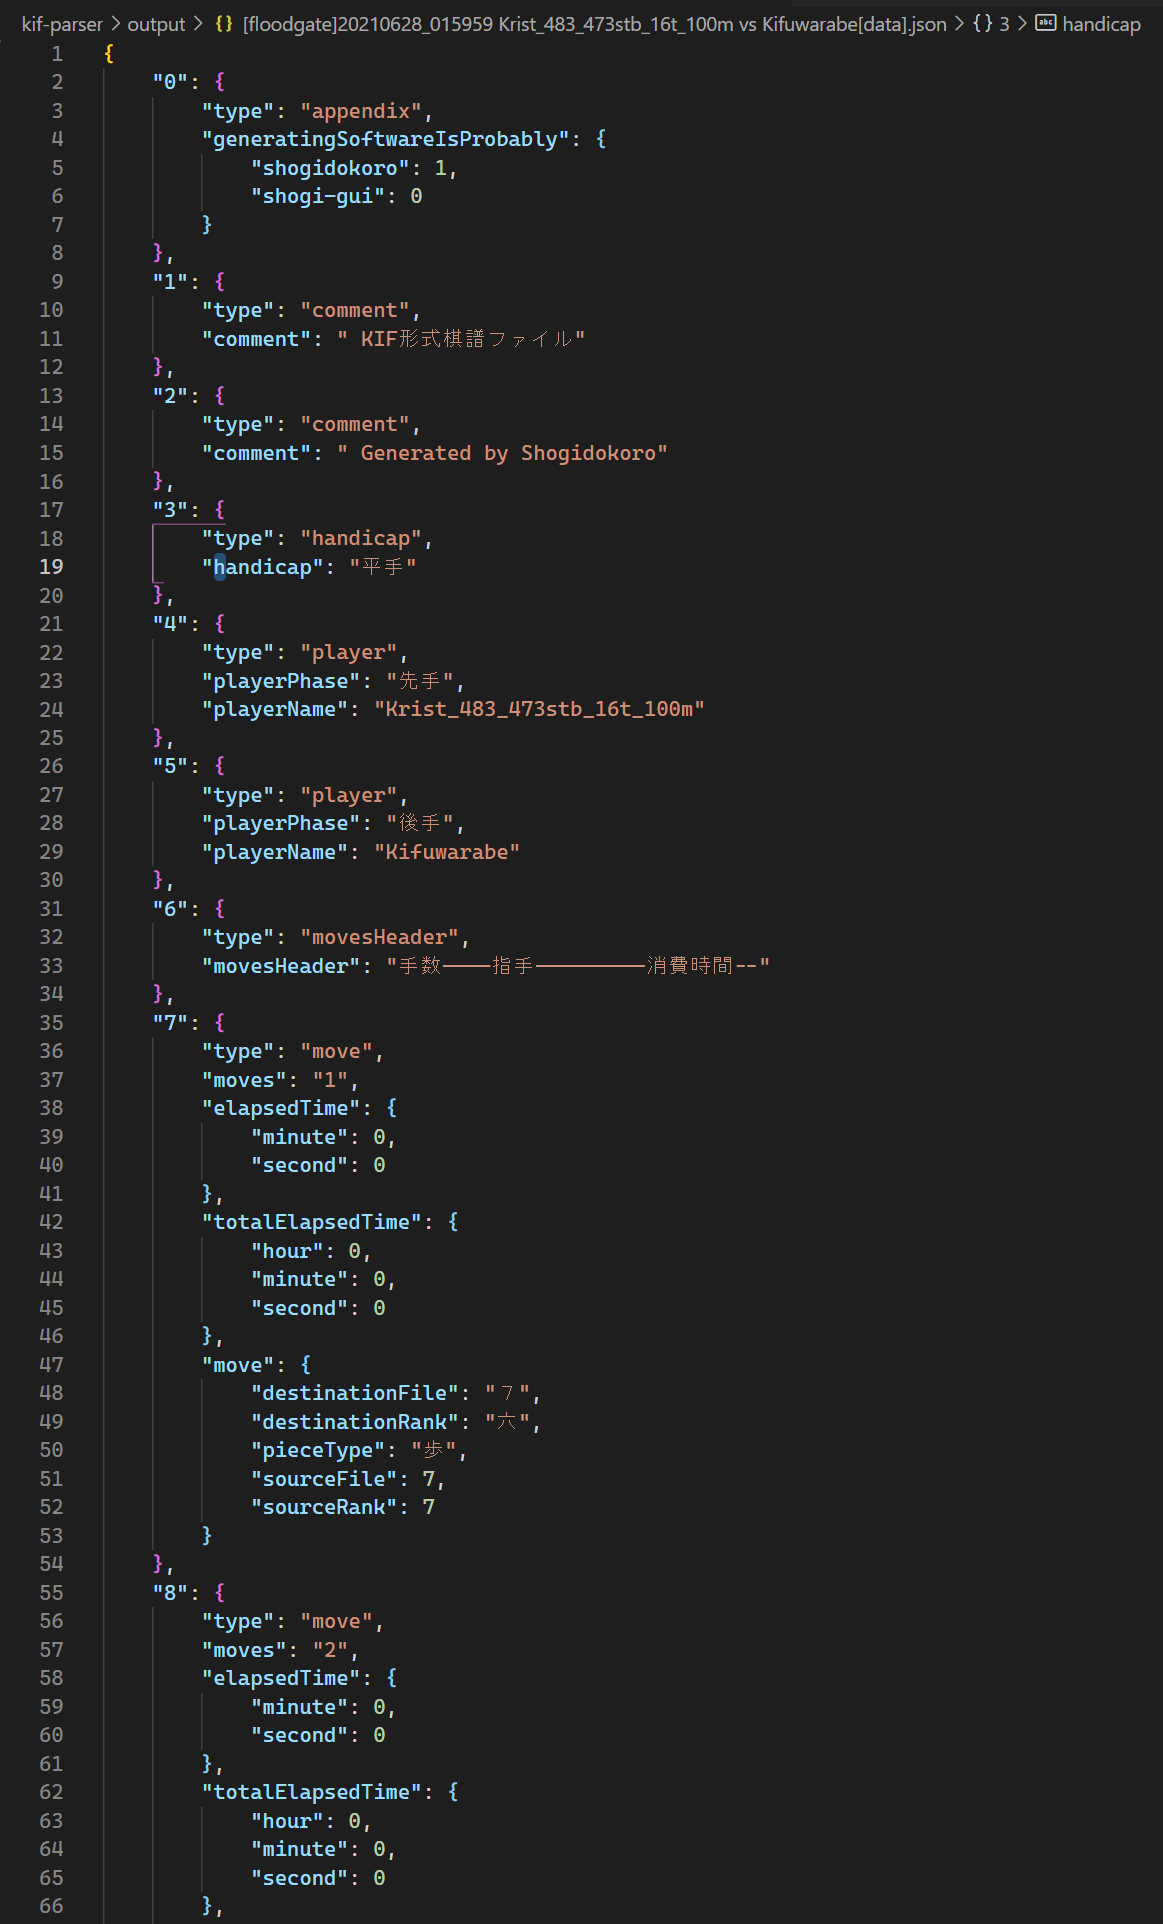 kif-parser > output > {} [floodgate]20210628_015959 Krist_483_473stb_16t_100m vs Kifuwarabe[data].json > {} 3 > abc handicap
1 {
2 "0": {
3 "type": "appendix",
4 "generatingSoftwareIsProbably": {
5 "shogidokoro": 1,
6 "shogi-gui": 0
7 }
8 },
9 "1": {
10 "type": "comment",
11 "comment": " KIF形式棋譜ファイル"
12 },
13 "2": {
14 "type": "comment",
15 "comment": " Generated by Shogidokoro"
16 },
17 "3": {
18 "type": "handicap",
19 "handicap": "平手"
20 },
21 "4": {
22 "type": "player",
23 "playerPhase": "先手",
24 "playerName": "Krist_483_473stb_16t_100m"
25 },
26 "5": {
27 "type": "player",
28 "playerPhase": "後手",
29 "playerName": "Kifuwarabe"
30 },
31 "6": {
32 "type": "movesHeader",
33 "movesHeader": "手数----指手---------消費時間--"
34 },
35 "7": {
36 "type": "move",
37 "moves": "1",
38 "elapsedTime": {
39 "minute": 0,
40 "second": 0
41 },
42 "totalElapsedTime": {
43 "hour": 0,
44 "minute": 0,
45 "second": 0
46 },
47 "move": {
48 "destinationFile": "７",
49 "destinationRank": "六",
50 "pieceType": "歩",
51 "sourceFile": 7,
52 "sourceRank": 7
53 }
54 },
55 "8": {
56 "type": "move",
57 "moves": "2",
58 "elapsedTime": {
59 "minute": 0,
60 "second": 0
61 },
62 "totalElapsedTime": {
63 "hour": 0,
64 "minute": 0,
65 "second": 0
66 },